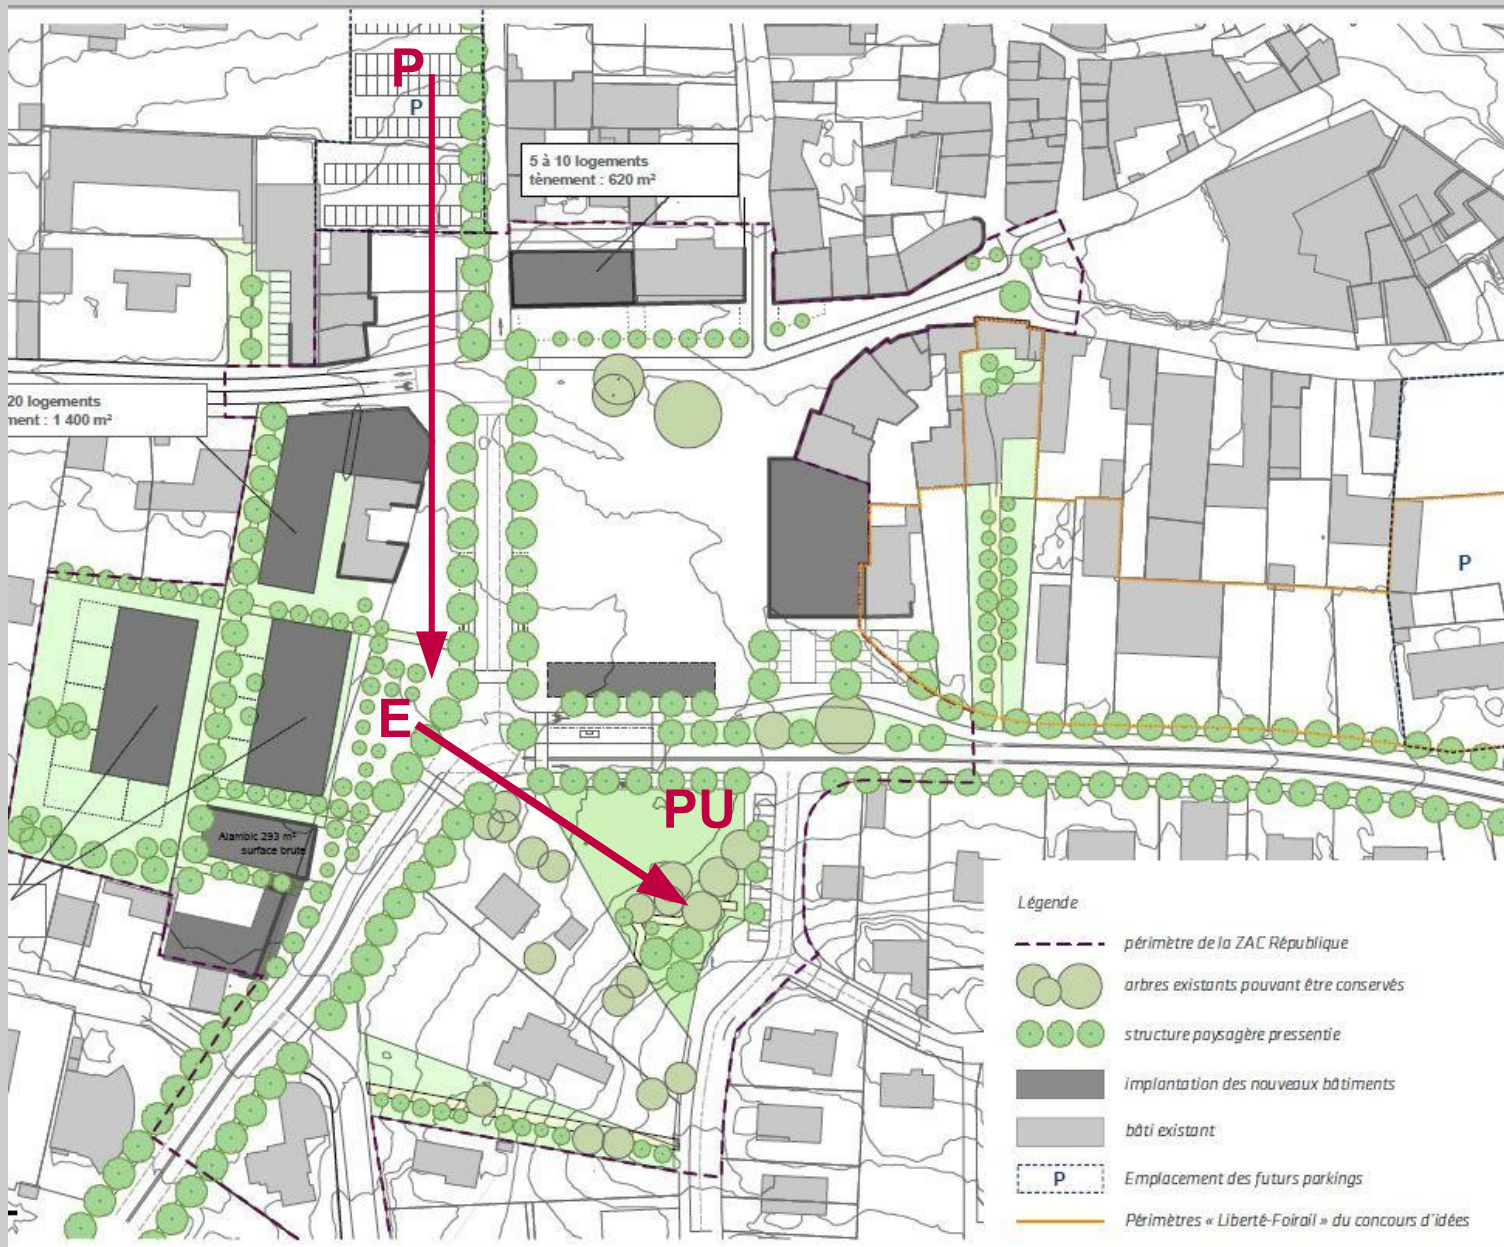 P
P
5 à 10 logements
tènement : 620 m²
20 logements
ment : 1 400 m²
P
E
PU
Alambic 293 m²
surface brute
Légende
périmètre de la ZAC République
arbres existants pouvant être conservés
structure paysagère pressentie
implantation des nouveaux bâtiments
bâti existant
P
Emplacement des futurs parkings
Périmètres « Liberté-Foirail » du concours d'idées